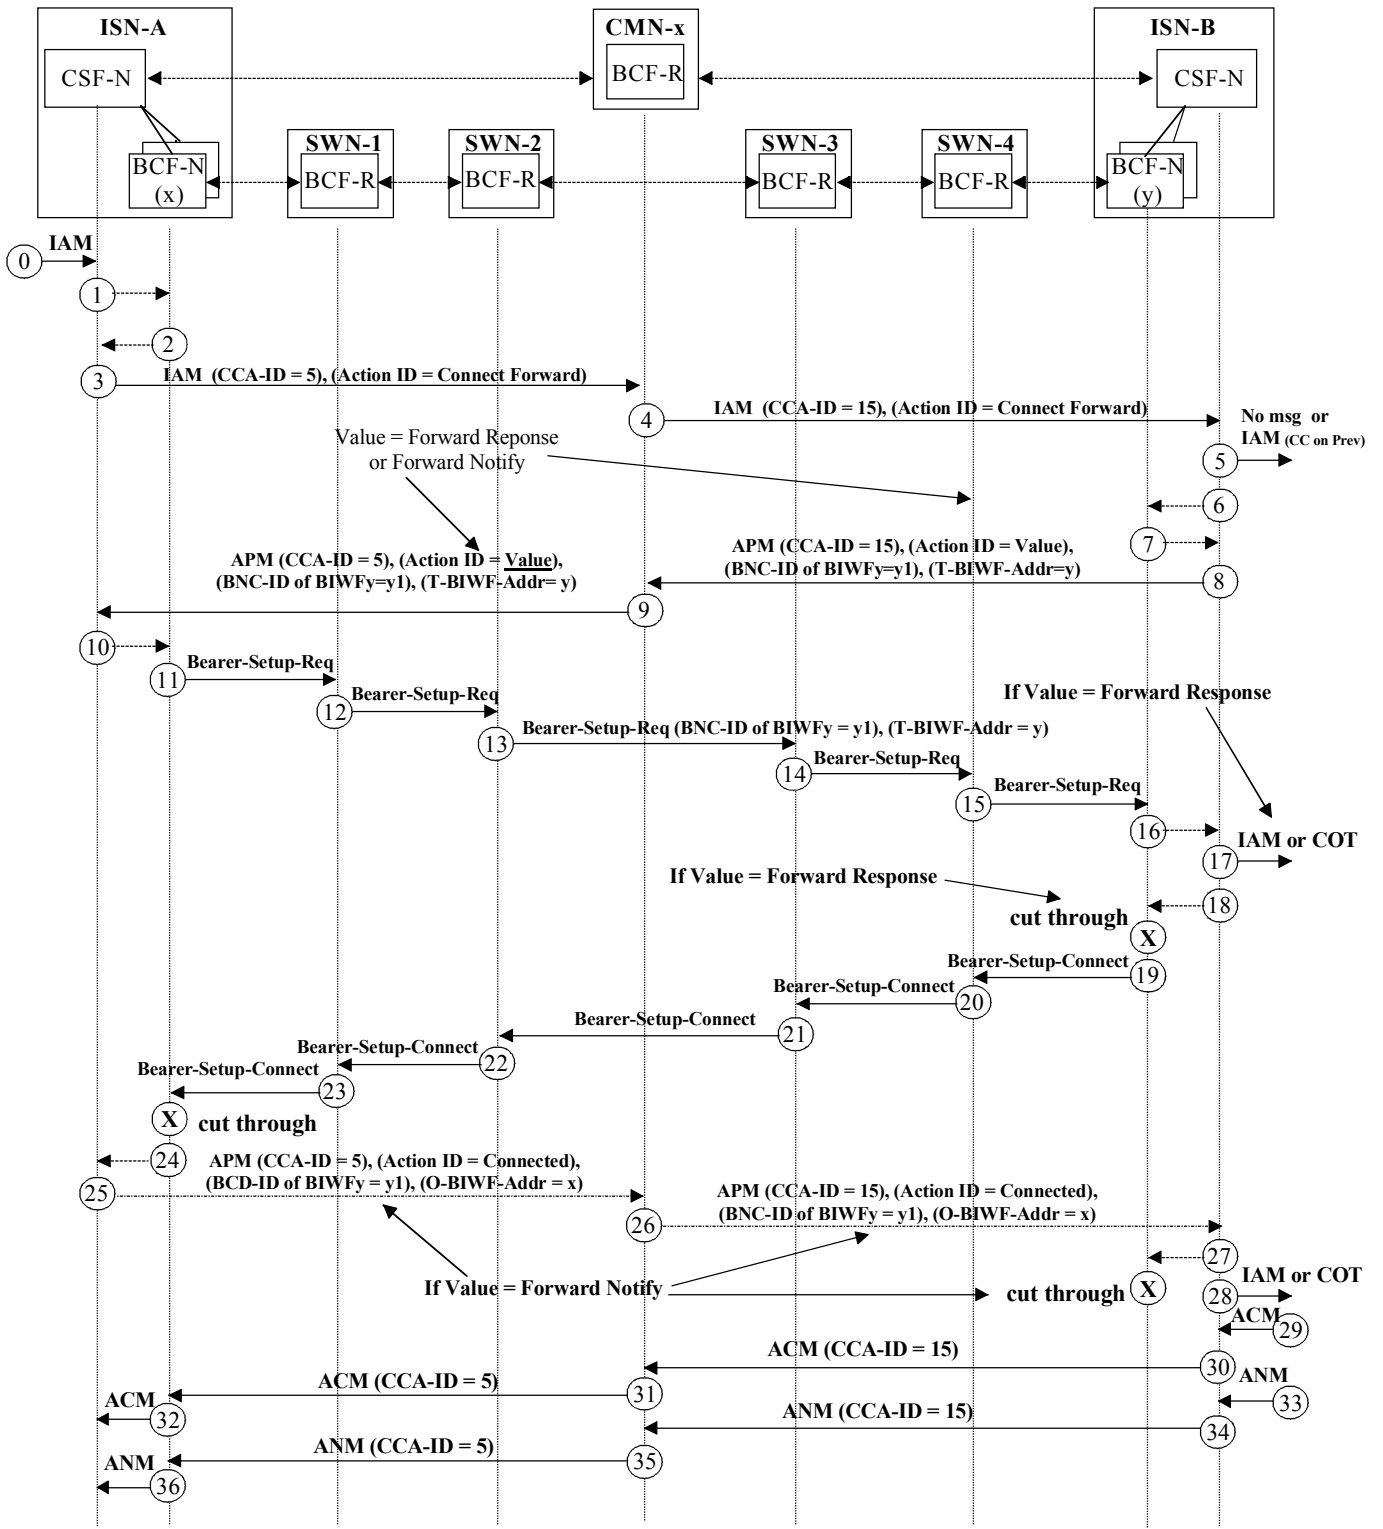 ISN-A
CMN-x
ISN-B
CSF-N
BCF-R
CSF-N
SWN-1
SWN-2
SWN-3
SWN-4
BCF-N
(x)
BCF-R
BCF-R
BCF-R
BCF-R
BCF-N
(y)
0
IAM
1
2
3
IAM (CCA-ID = 5), (Action ID = Connect Forward)
4
IAM (CCA-ID = 15), (Action ID = Connect Forward)
No msg or
IAM (CC on Prev)
5
Value = Forward Reponse
or Forward Notify
6
7
APM (CCA-ID = 5), (Action ID = Value),
(BNC-ID of BIWFy=y1), (T-BIWF-Addr= y)
APM (CCA-ID = 15), (Action ID = Value),
(BNC-ID of BIWFy=y1), (T-BIWF-Addr=y)
8
9
10
11
Bearer-Setup-Req
12
Bearer-Setup-Req
If Value = Forward Response
13
Bearer-Setup-Req (BNC-ID of BIWFy = y1), (T-BIWF-Addr = y)
14
Bearer-Setup-Req
15
Bearer-Setup-Req
16
17
IAM or COT
If Value = Forward Response
18
cut through
X
Bearer-Setup-Connect
19
Bearer-Setup-Connect
20
Bearer-Setup-Connect
21
Bearer-Setup-Connect
22
Bearer-Setup-Connect
23
X
cut through
24
APM (CCA-ID = 5), (Action ID = Connected),
(BCD-ID of BIWFy = y1), (O-BIWF-Addr = x)
25
APM (CCA-ID = 15), (Action ID = Connected),
(BNC-ID of BIWFy = y1), (O-BIWF-Addr = x)
26
27
If Value = Forward Notify
cut through
X
28
IAM or COT
ACM
29
ACM (CCA-ID = 15)
30
ACM (CCA-ID = 5)
31
ACM
32
ANM
33
ANM (CCA-ID = 15)
34
ANM (CCA-ID = 5)
35
ANM
36